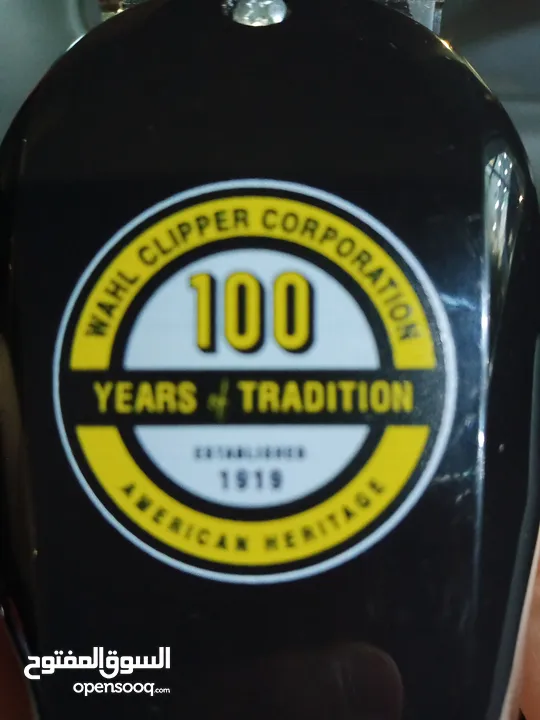 WAHL CLIPPER CORPORATION
100
YEARS of TRADITION
ESTABLISHED
1919
AMERICAN HERITAGE
السوق المفتوح
opensooq.com